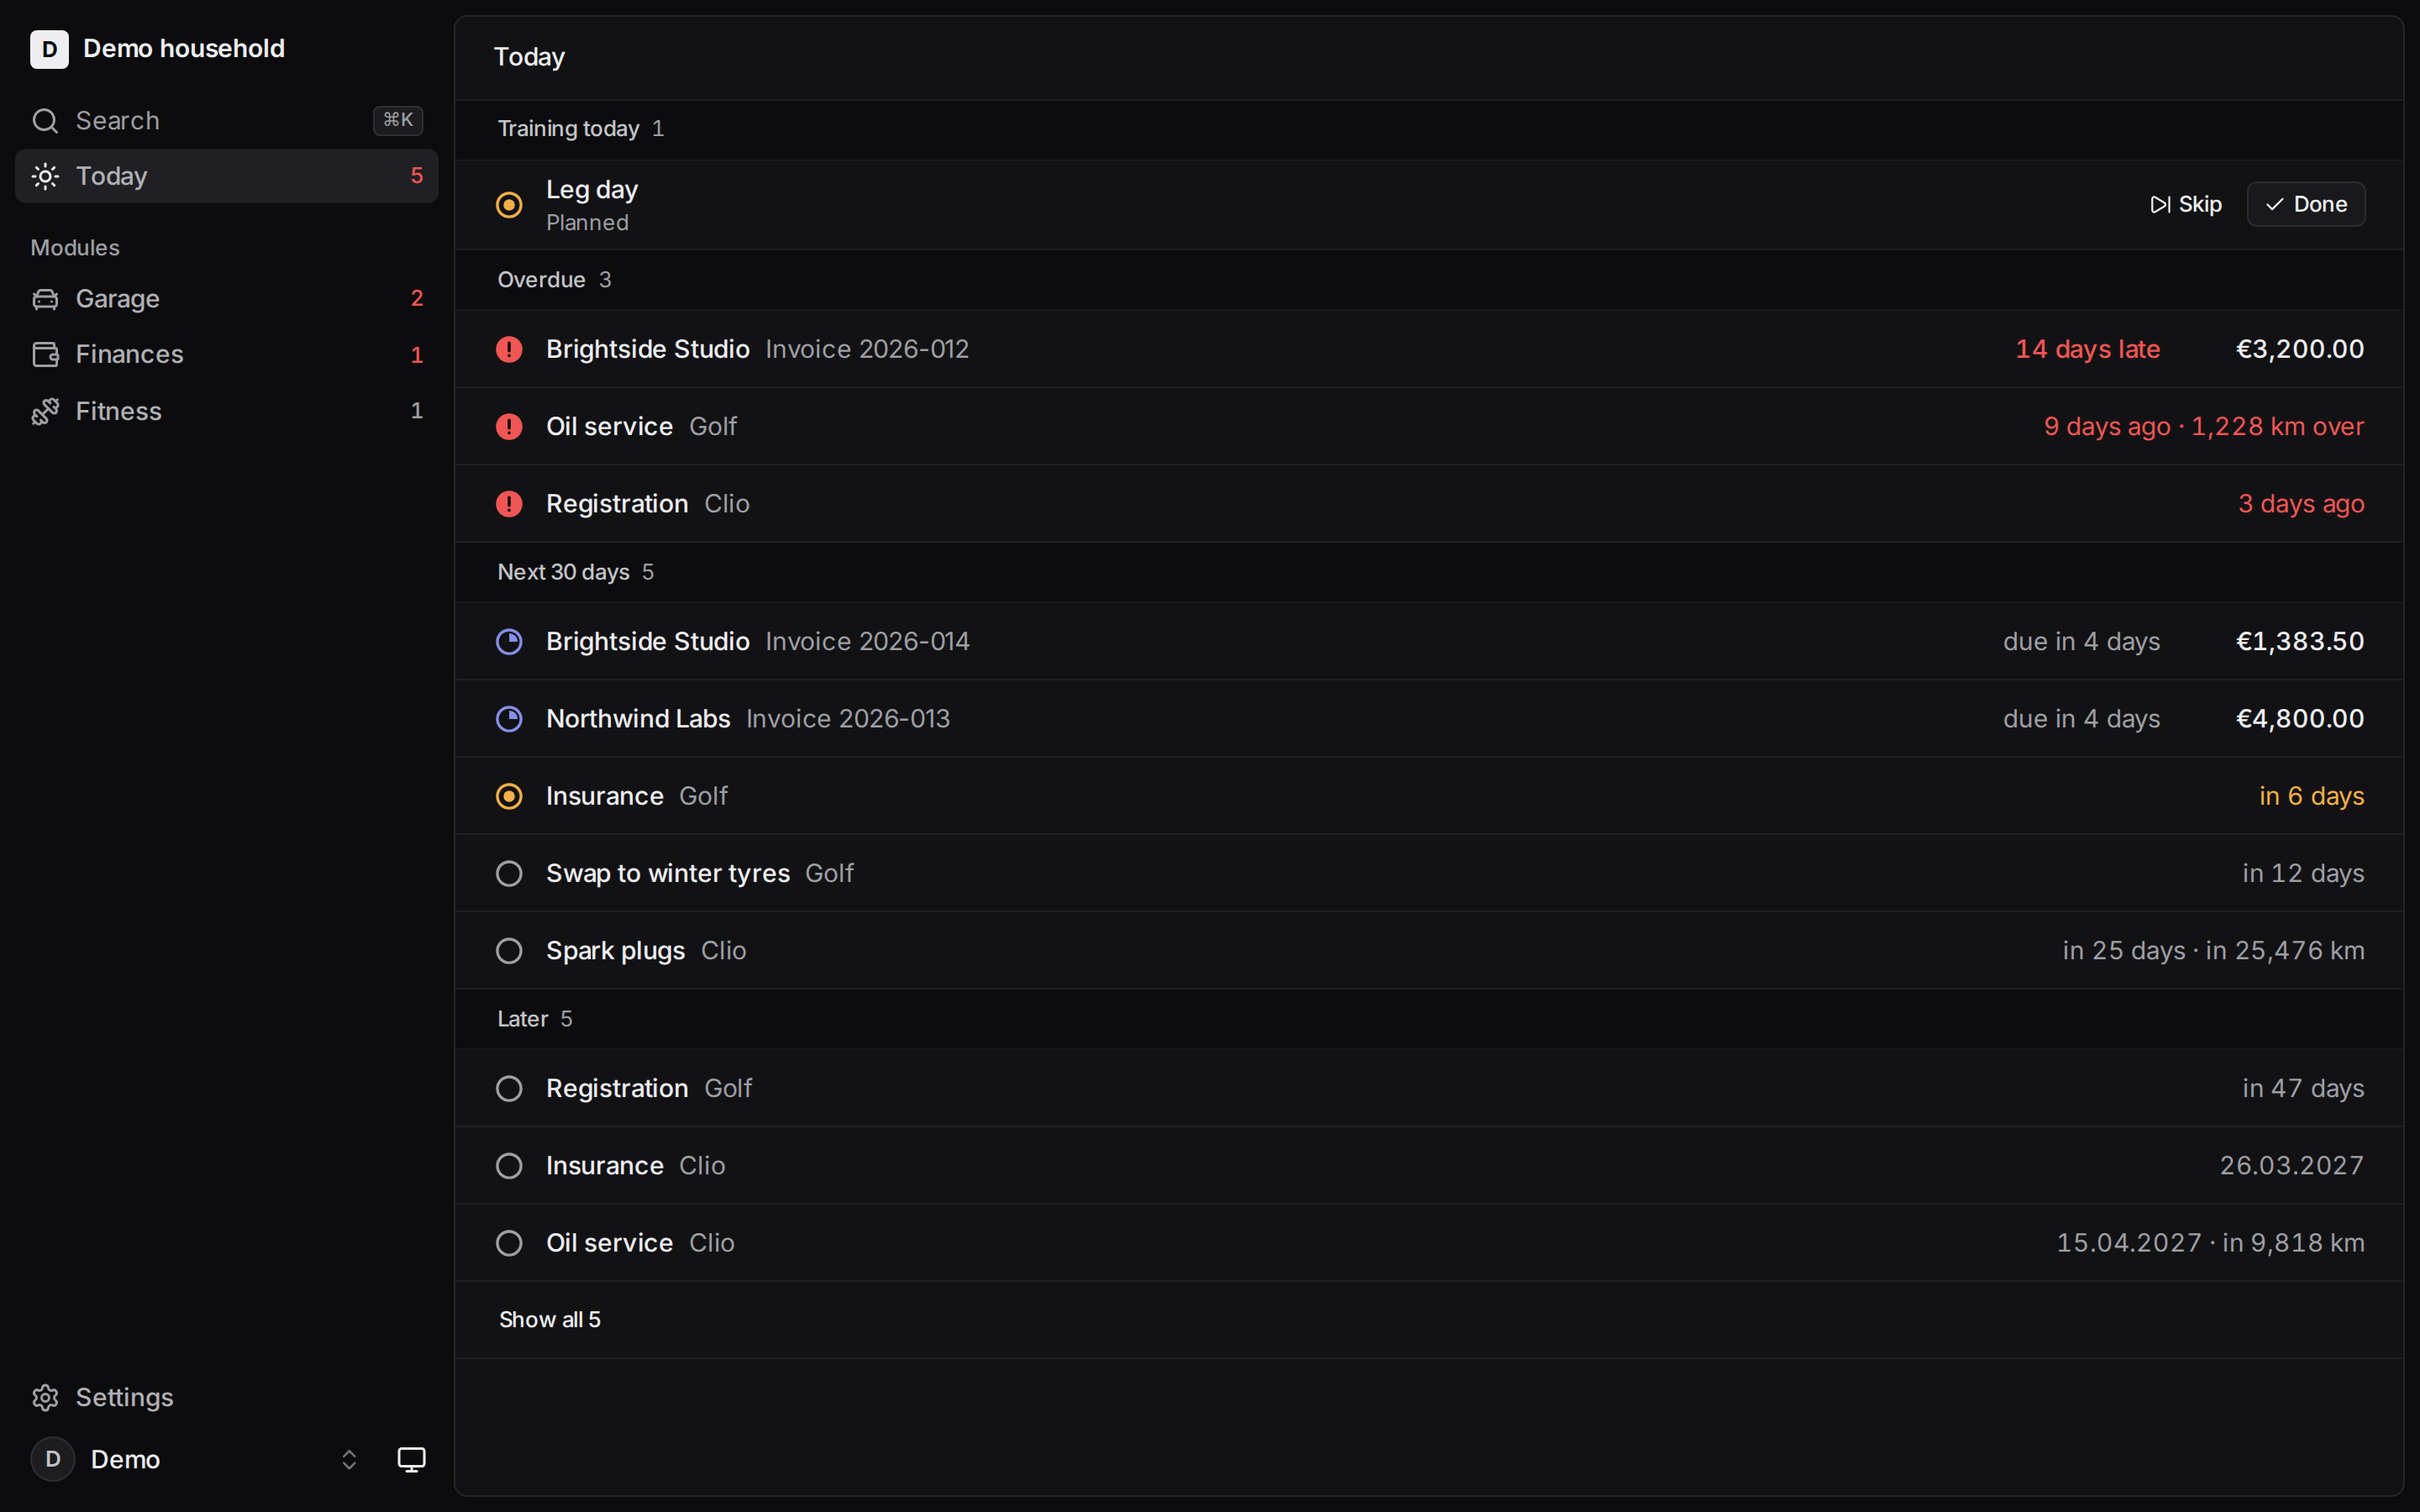 D Demo household
Search ⌘K
Today 5
Modules
Garage 2
Finances 1
Fitness 1
Settings
D Demo
Today
Training today 1
Leg day
Planned
Skip Done
Overdue 3
Brightside Studio Invoice 2026-012 14 days late €3,200.00
Oil service Golf 9 days ago · 1,228 km over
Registration Clio 3 days ago
Next 30 days 5
Brightside Studio Invoice 2026-014 due in 4 days €1,383.50
Northwind Labs Invoice 2026-013 due in 4 days €4,800.00
Insurance Golf in 6 days
Swap to winter tyres Golf in 12 days
Spark plugs Clio in 25 days · in 25,476 km
Later 5
Registration Golf in 47 days
Insurance Clio 26.03.2027
Oil service Clio 15.04.2027 · in 9,818 km
Show all 5